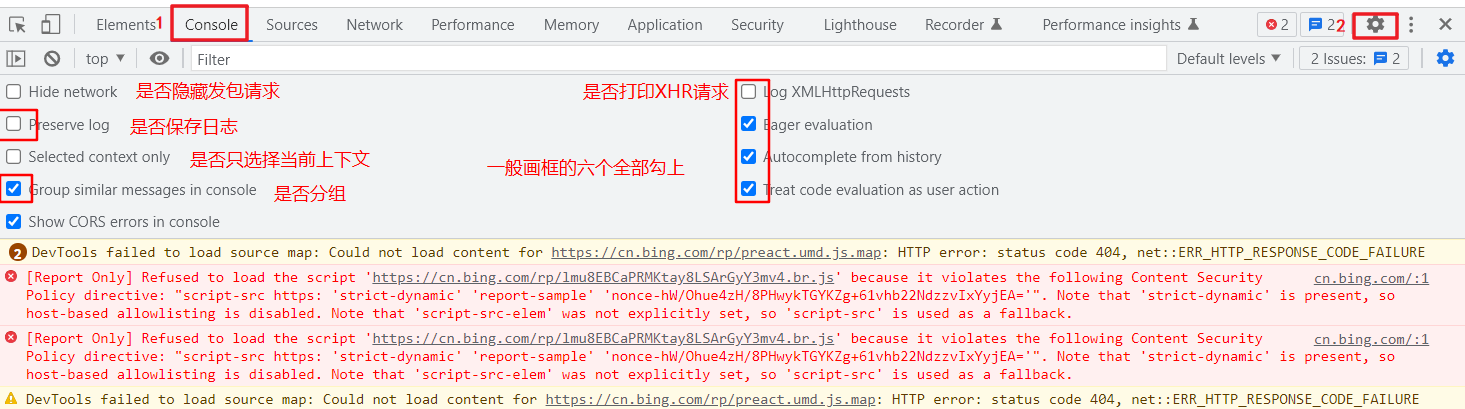 Elements 1 Console Sources Network Performance Memory Application Security Lighthouse Recorder Performance insights 2 2 2
top Filter Default levels 2 Issues: 2
Hide network 是否隐藏发包请求 是否打印XHR请求 Log XMLHttpRequests
Preserve log 是否保存日志 Eager evaluation
Selected context only 是否只选择当前上下文 一般画框的六个全部勾上 Autocomplete from history
Group similar messages in console 是否分组 Treat code evaluation as user action
Show CORS errors in console
2 DevTools failed to load source map: Could not load content for https://cn.bing.com/rp/preact.umd.js.map: HTTP error: status code 404, net::ERR_HTTP_RESPONSE_CODE_FAILURE
[Report Only] Refused to load the script 'https://cn.bing.com/rp/lmu8EBCaPRMKtay8LSArGyY3mv4.br.js' because it violates the following Content Security cn.bing.com/:1
Policy directive: "script-src https: 'strict-dynamic' 'report-sample' 'nonce-hW/Ohue4zH/8PHwykTGYKZg+61vhb22NdzzvIxYyjEA='". Note that 'strict-dynamic' is present, so
host-based allowlisting is disabled. Note that 'script-src-elem' was not explicitly set, so 'script-src' is used as a fallback.
[Report Only] Refused to load the script 'https://cn.bing.com/rp/lmu8EBCaPRMKtay8LSArGyY3mv4.br.js' because it violates the following Content Security cn.bing.com/:1
Policy directive: "script-src https: 'strict-dynamic' 'report-sample' 'nonce-hW/Ohue4zH/8PHwykTGYKZg+61vhb22NdzzvIxYyjEA='". Note that 'strict-dynamic' is present, so
host-based allowlisting is disabled. Note that 'script-src-elem' was not explicitly set, so 'script-src' is used as a fallback.
DevTools failed to load source map: Could not load content for https://cn.bing.com/rp/preact.umd.js.map: HTTP error: status code 404, net::ERR_HTTP_RESPONSE_CODE_FAILURE